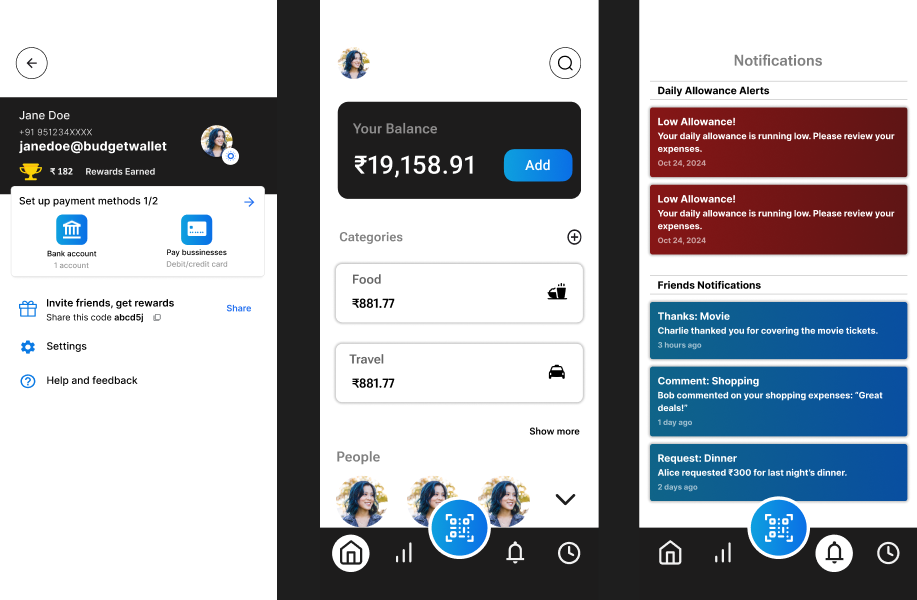 Jane Doe
+91 951234XXXX
janedoe@budgetwallet
₹ 182 Rewards Earned
Set up payment methods 1/2
Bank account
1 account
Pay bussinesses
Debit/credit card
Invite friends, get rewards
Share this code abcd5j
Share
Settings
Help and feedback
Your Balance
₹19,158.91
Add
Categories
Food
₹881.77
Travel
₹881.77
Show more
People
Notifications
Daily Allowance Alerts
Low Allowance!
Your daily allowance is running low. Please review your
expenses.
Oct 24, 2024
Low Allowance!
Your daily allowance is running low. Please review your
expenses.
Oct 24, 2024
Friends Notifications
Thanks: Movie
Charlie thanked you for covering the movie tickets.
3 hours ago
Comment: Shopping
Bob commented on your shopping expenses: “Great
deals!”
1 day ago
Request: Dinner
Alice requested ₹300 for last night’s dinner.
2 days ago